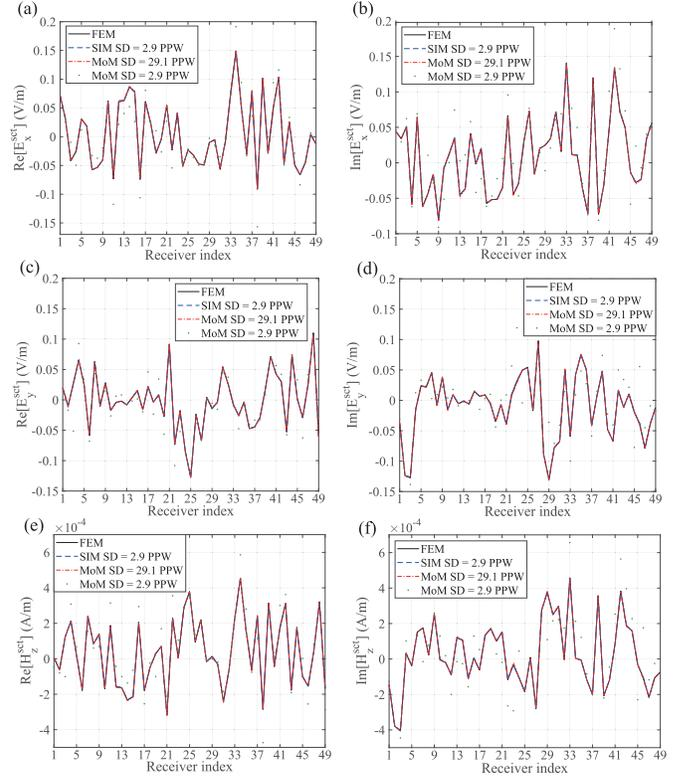 (a)
0.2
0.15
0.1
0.05
0
-0.05
-0.1
-0.15
Re[E_x^sct] (V/m)
FEM
SIM SD = 2.9 PPW
MoM SD = 29.1 PPW
MoM SD = 2.9 PPW
1 5 9 13 17 21 25 29 33 37 41 45 49
Receiver index
(b)
0.2
0.15
0.1
0.05
0
-0.05
-0.1
Im[E_x^sct] (V/m)
FEM
SIM SD = 2.9 PPW
MoM SD = 29.1 PPW
MoM SD = 2.9 PPW
1 5 9 13 17 21 25 29 33 37 41 45 49
Receiver index
(c)
0.2
0.15
0.1
0.05
0
-0.05
-0.1
-0.15
Re[E_y^sct] (V/m)
FEM
SIM SD = 2.9 PPW
MoM SD = 29.1 PPW
MoM SD = 2.9 PPW
1 5 9 13 17 21 25 29 33 37 41 45 49
Receiver index
(d)
0.2
0.15
0.1
0.05
0
-0.05
-0.1
-0.15
Im[E_y^sct] (V/m)
FEM
SIM SD = 2.9 PPW
MoM SD = 29.1 PPW
MoM SD = 2.9 PPW
1 5 9 13 17 21 25 29 33 37 41 45 49
Receiver index
(e)
×10^-4
6
4
2
0
-2
-4
Re[H_z^sct] (A/m)
FEM
SIM SD = 2.9 PPW
MoM SD = 29.1 PPW
MoM SD = 2.9 PPW
1 5 9 13 17 21 25 29 33 37 41 45 49
Receiver index
(f)
×10^-4
6
4
2
0
-2
-4
Im[H_z^sct] (A/m)
FEM
SIM SD = 2.9 PPW
MoM SD = 29.1 PPW
MoM SD = 2.9 PPW
1 5 9 13 17 21 25 29 33 37 41 45 49
Receiver index